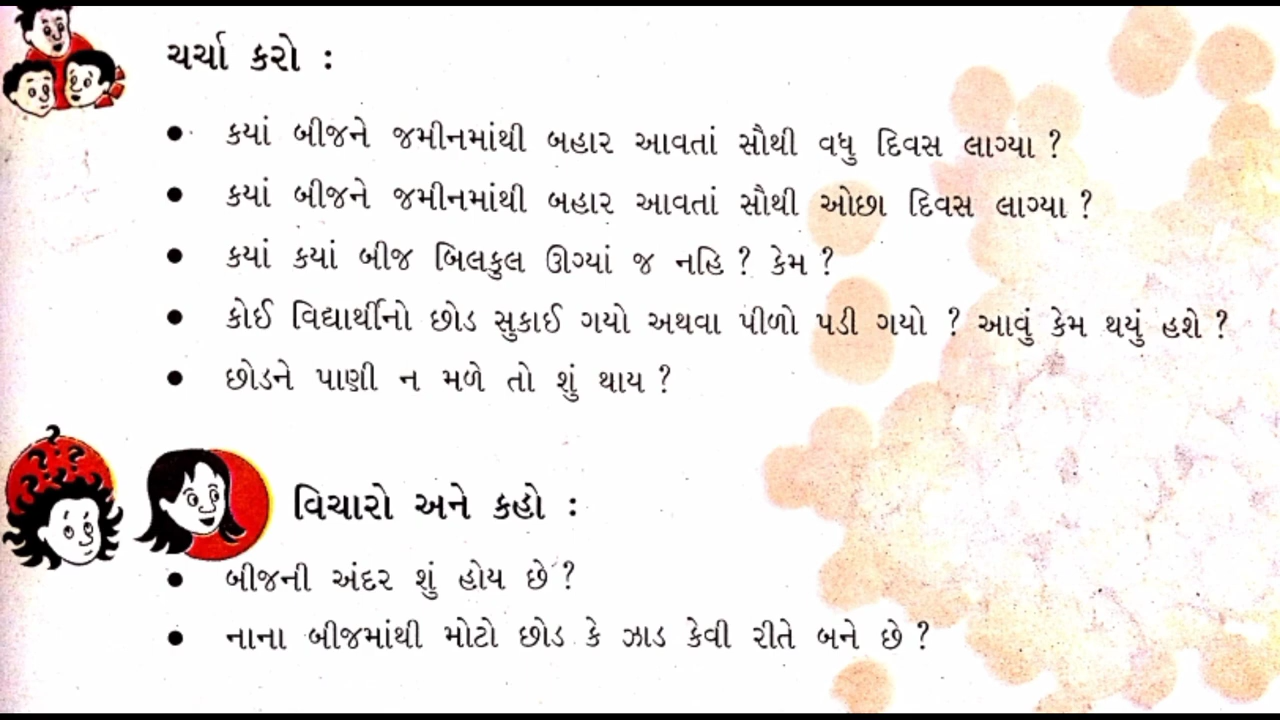 ચર્ચા કરો :
● કયાં બીજને જમીનમાંથી બહાર આવતાં સૌથી વધુ દિવસ લાગ્યા ?
● કયાં બીજને જમીનમાંથી બહાર આવતાં સૌથી ઓછા દિવસ લાગ્યા ?
● કયાં કયાં બીજ બિલકુલ ઊગ્યાં જ નહિ ? કેમ ?
● કોઈ વિદ્યાર્થીનો છોડ સુકાઈ ગયો અથવા પીળો પડી ગયો ? આવું કેમ થયું હશે ?
● છોડને પાણી ન મળે તો શું થાય ?
વિચારો અને કહો :
● બીજની અંદર શું હોય છે ?
● નાના બીજમાંથી મોટો છોડ કે ઝાડ કેવી રીતે બને છે ?